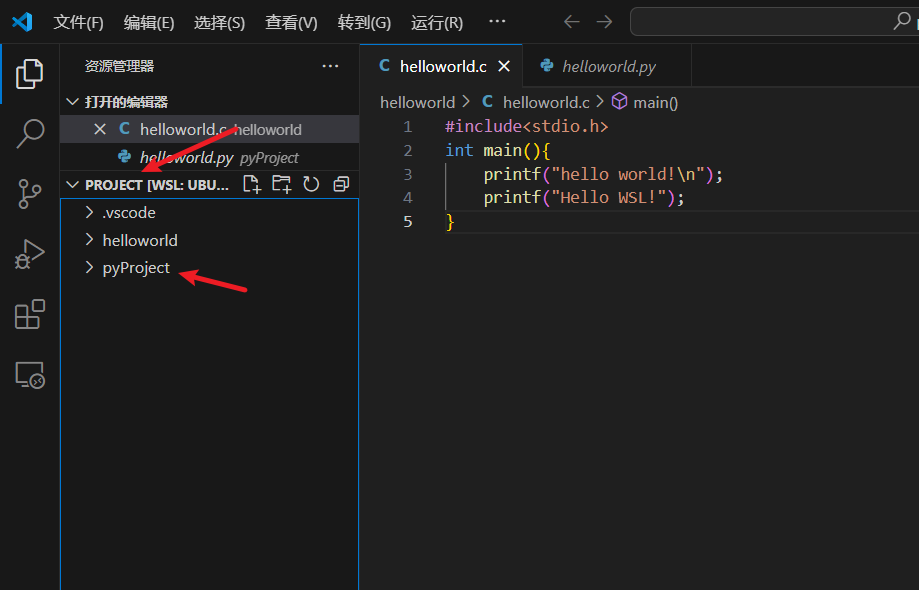 文件(F) 编辑(E) 选择(S) 查看(V) 转到(G) 运行(R) ···
资源管理器 ···
打开的编辑器
C helloworld.c helloworld
helloworld.py pyProject
PROJECT [WSL: UBU...
.vscode
helloworld
pyProject
C helloworld.c helloworld.py
helloworld > C helloworld.c > main()
1 #include<stdio.h>
2 int main(){
3 printf("hello world!\n");
4 printf("Hello WSL!");
5 }